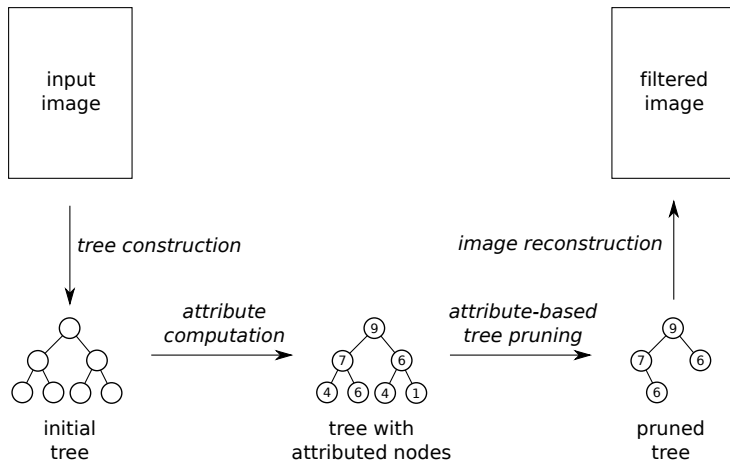 input
image
filtered
image
tree construction
image reconstruction
attribute
computation
attribute-based
tree pruning
9
7
6
4
6
4
1
9
7
6
6
initial
tree
tree with
attributed nodes
pruned
tree